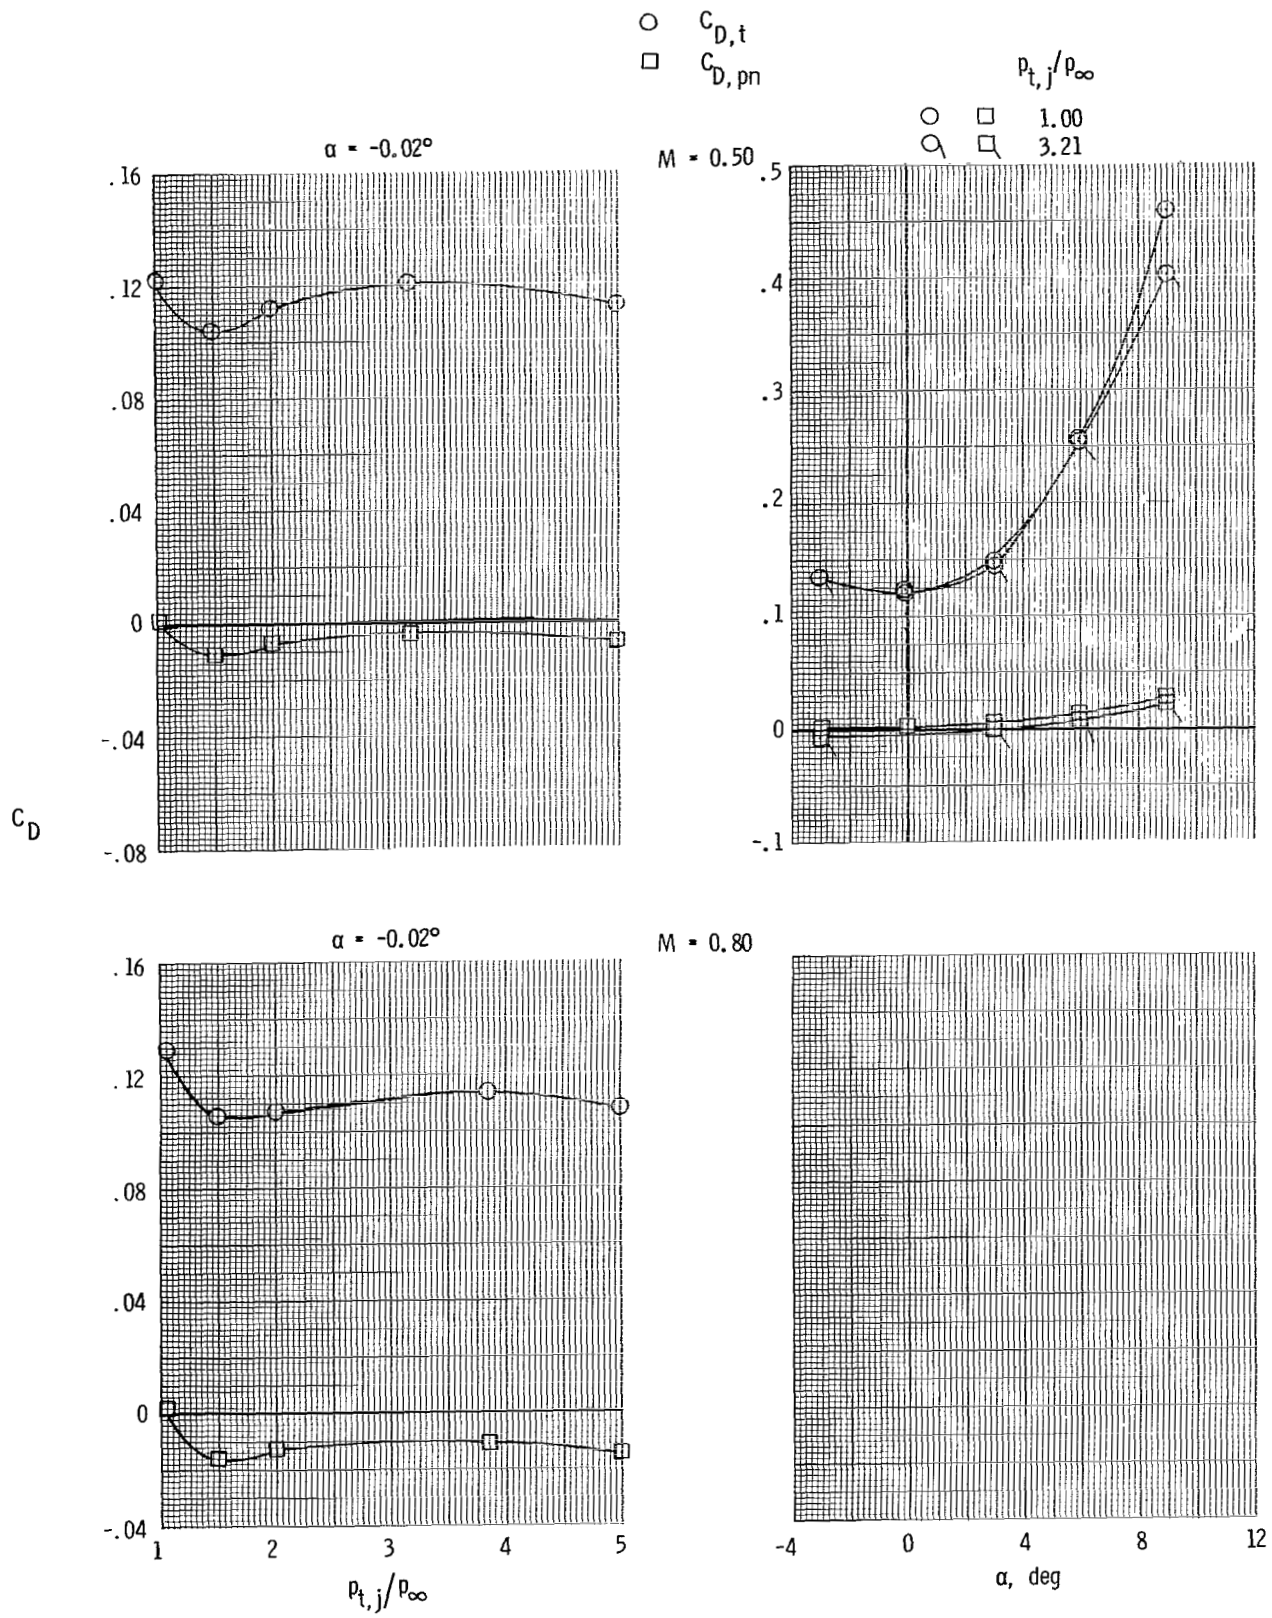 C_D,t
C_D,pn
p_t,j/p_∞
1.00
3.21
α = -0.02°
M = 0.50
.16
.12
.08
.04
0
-.04
-.08
.5
.4
.3
.2
.1
0
-.1
C_D
α = -0.02°
M = 0.80
.16
.12
.08
.04
0
-.04
1 2 3 4 5
p_t,j/p_∞
-4 0 4 8 12
α, deg